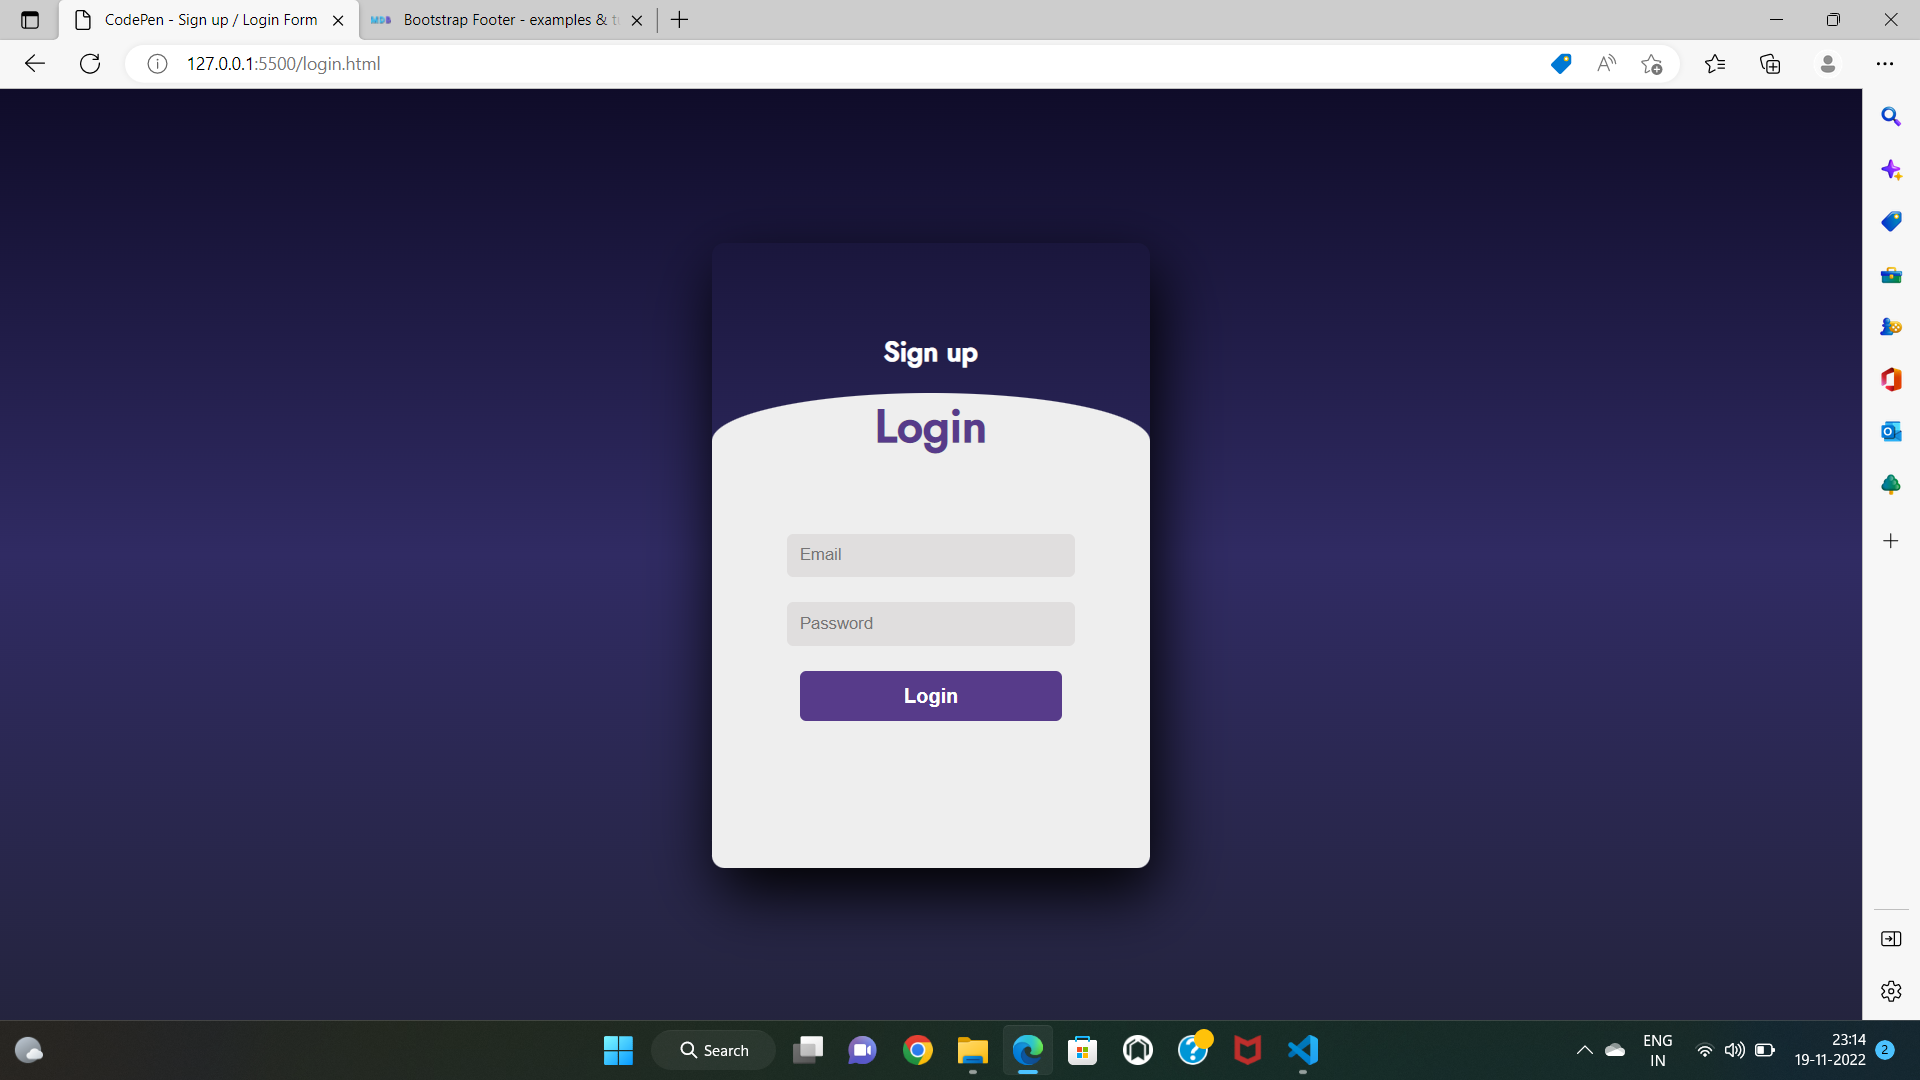 CodePen - Sign up / Login Form
MDB Bootstrap Footer - examples & tu
127.0.0.1:5500/login.html
Sign up
Login
Email
Password
Login
Search
ENG
IN
23:14
19-11-2022
2